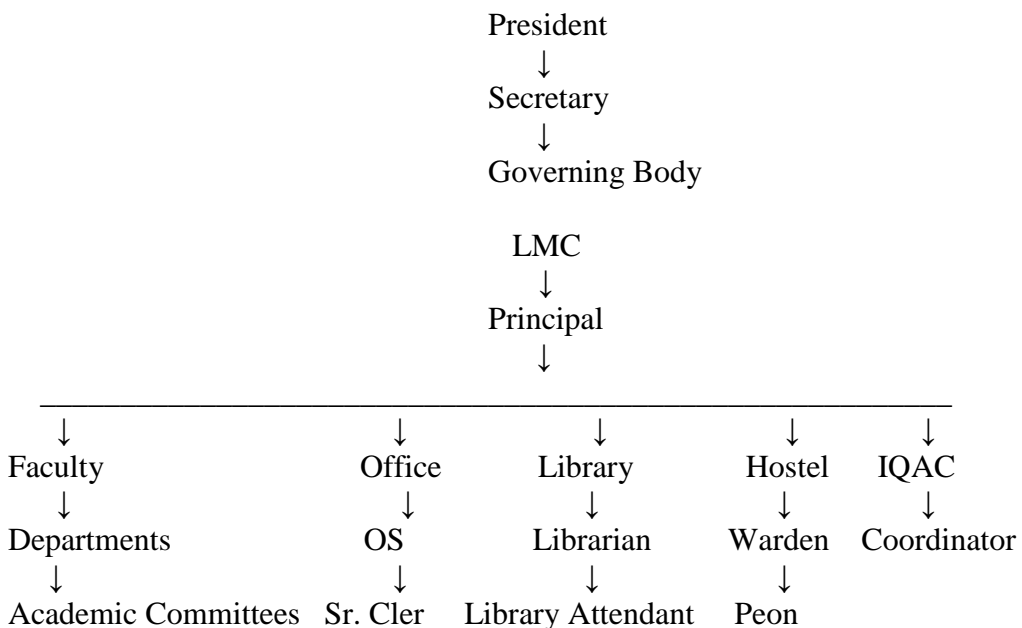 President
↓
Secretary
↓
Governing Body
LMC
↓
Principal
↓
↓ ↓ ↓ ↓ ↓
Faculty Office Library Hostel IQAC
↓ ↓ ↓ ↓ ↓
Departments OS Librarian Warden Coordinator
↓ ↓ ↓ ↓
Academic Committees Sr. Cler Library Attendant Peon